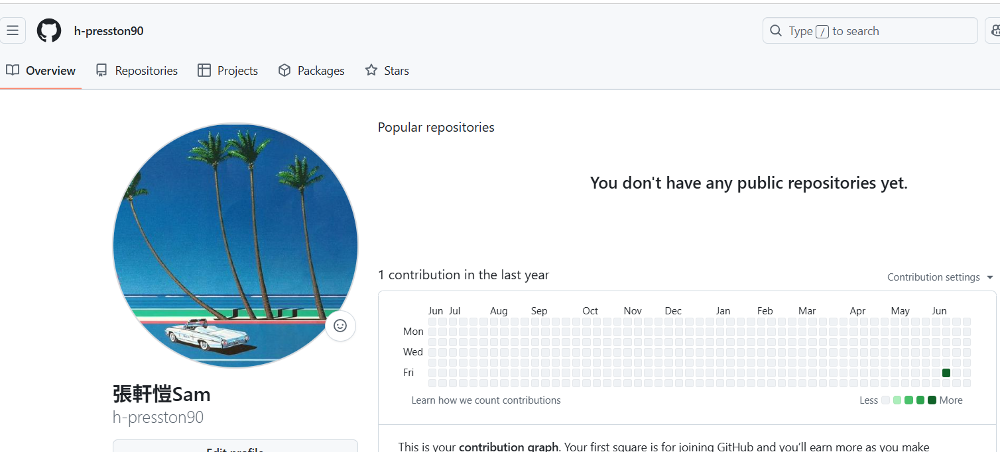 h-presston90
Type / to search
Overview Repositories Projects Packages Stars
Popular repositories
You don't have any public repositories yet.
1 contribution in the last year
Contribution settings
Jun Jul Aug Sep Oct Nov Dec Jan Feb Mar Apr May Jun
Mon
Wed
Fri
Learn how we count contributions
Less More
張軒愷Sam
h-presston90
Edit profile
This is your contribution graph. Your first square is for joining GitHub and you’ll earn more as you make